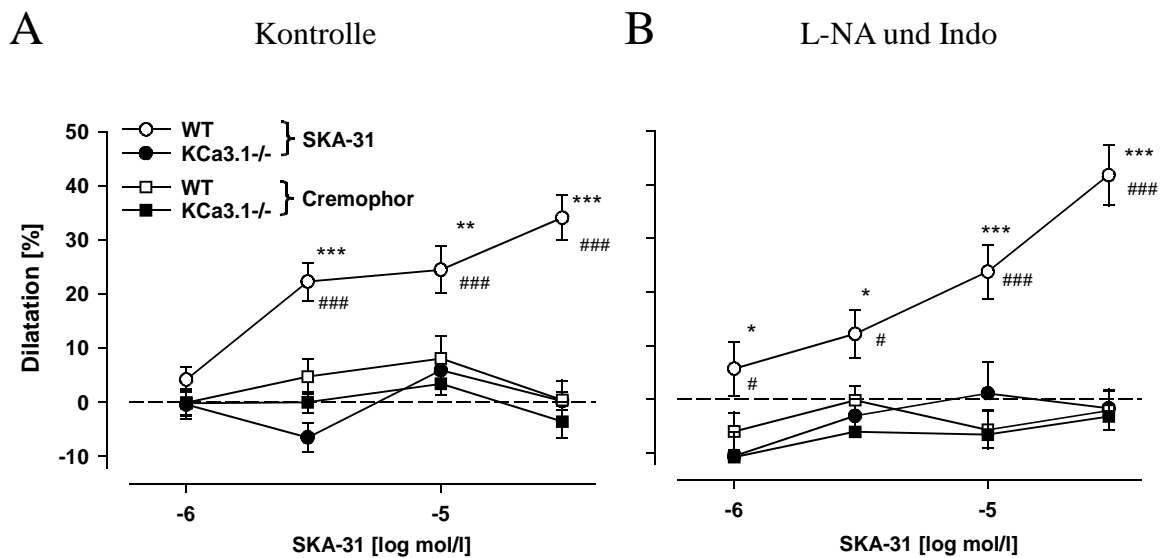 A Kontrolle B L-NA und Indo
WT
KCa3.1-/-
} SKA-31
WT
KCa3.1-/-
} Cremophor
Dilatation [%]
50
40
30
20
10
0
-10
*** ** ***
### ### ###
-6 -5
SKA-31 [log mol/l]
* * *** ***
# # ### ###
-6 -5
SKA-31 [log mol/l]